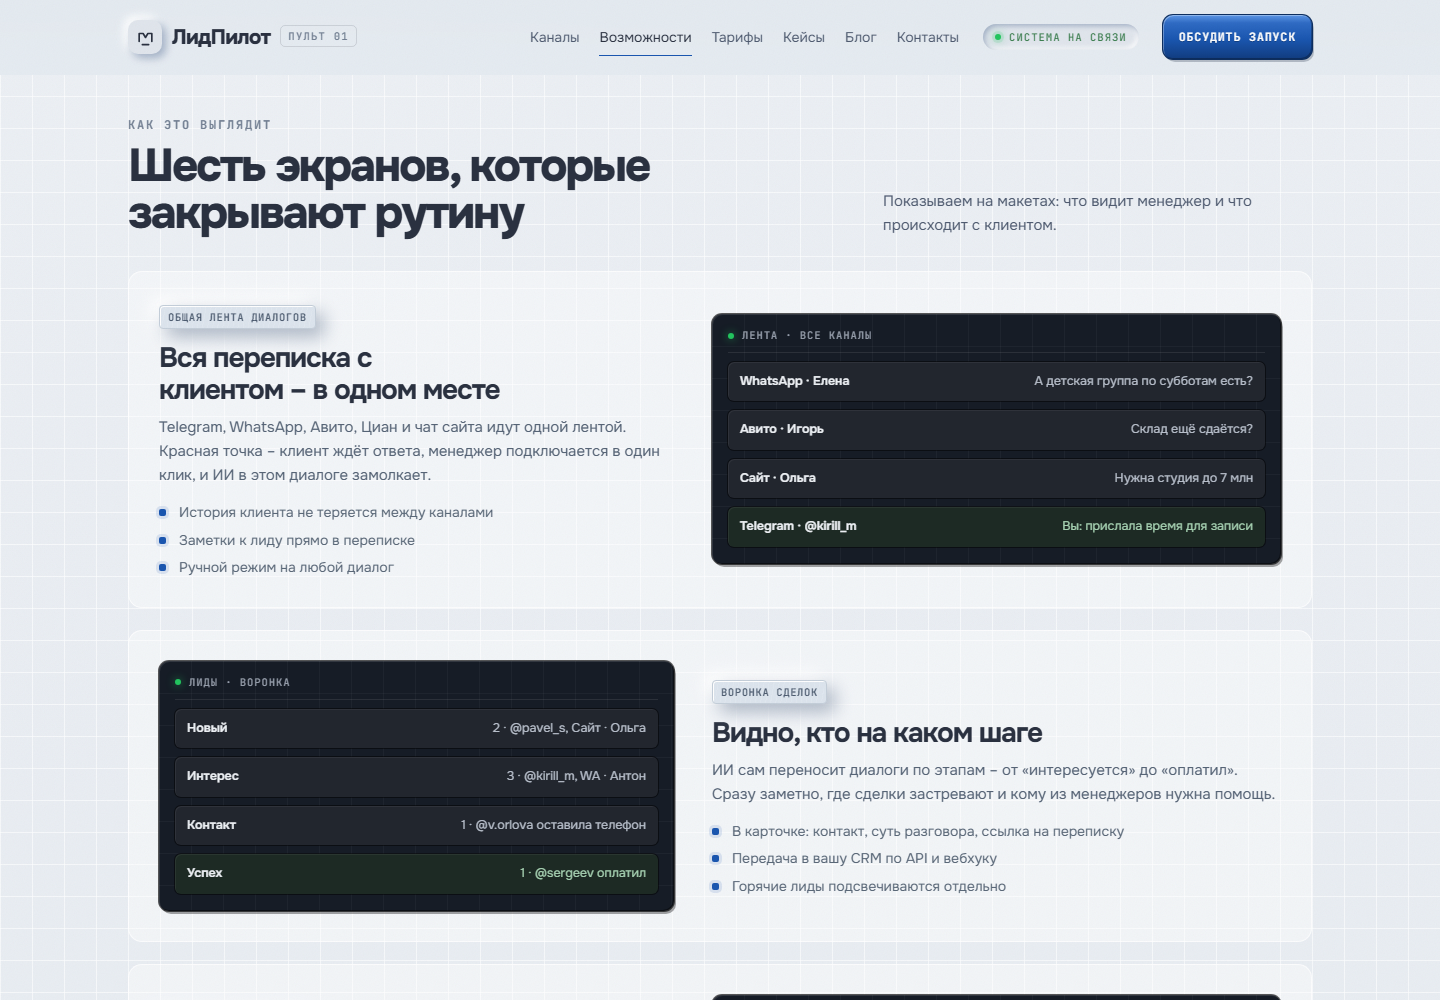 ЛидПилот
ПУЛЬТ 01
Каналы
Возможности
Тарифы
Кейсы
Блог
Контакты
СИСТЕМА НА СВЯЗИ
ОБСУДИТЬ ЗАПУСК
КАК ЭТО ВЫГЛЯДИТ
Шесть экранов, которые
закрывают рутину
Показываем на макетах: что видит менеджер и что
происходит с клиентом.
ОБЩАЯ ЛЕНТА ДИАЛОГОВ
Вся переписка с
клиентом – в одном месте
Telegram, WhatsApp, Авито, Циан и чат сайта идут одной лентой.
Красная точка – клиент ждёт ответа, менеджер подключается в один
клик, и ИИ в этом диалоге замолкает.
История клиента не теряется между каналами
Заметки к лиду прямо в переписке
Ручной режим на любой диалог
ЛЕНТА · ВСЕ КАНАЛЫ
WhatsApp · Елена
А детская группа по субботам есть?
Авито · Игорь
Склад ещё сдаётся?
Сайт · Ольга
Нужна студия до 7 млн
Telegram · @kirill_m
Вы: прислала время для записи
ЛИДЫ · ВОРОНКА
Новый
2 · @pavel_s, Сайт · Ольга
Интерес
3 · @kirill_m, WA · Антон
Контакт
1 · @v.orlova оставила телефон
Успех
1 · @sergeev оплатил
ВОРОНКА СДЕЛОК
Видно, кто на каком шаге
ИИ сам переносит диалоги по этапам – от «интересуется» до «оплатил».
Сразу заметно, где сделки застревают и кому из менеджеров нужна помощь.
В карточке: контакт, суть разговора, ссылка на переписку
Передача в вашу CRM по API и вебхуку
Горячие лиды подсвечиваются отдельно